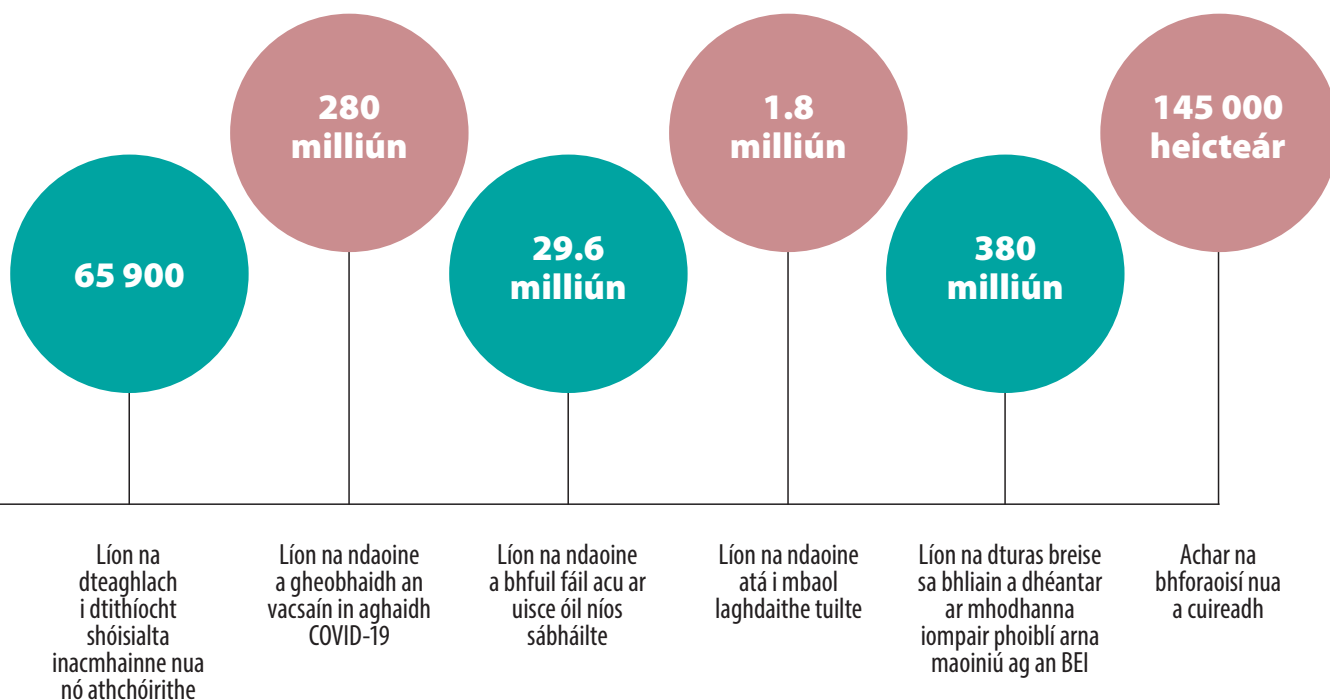 65 900
Líon na
dteaghlach
i dtithíocht
shóisialta
inacmhainne nua
nó athchóirithe
280
milliún
Líon na ndaoine
a gheobhaidh an
vacsaín in aghaidh
COVID-19
29.6
milliún
Líon na ndaoine
a bhfuil fáil acu ar
uisce óil níos
sábháilte
1.8
milliún
Líon na ndaoine
atá i mbaol
laghdaithe tuilte
380
milliún
Líon na dturas breise
sa bhliain a dhéantar
ar mhodhanna
iompair phoiblí arna
maoiniú ag an BEI
145 000
heicteár
Achar na
bhforaoisí nua
a cuireadh